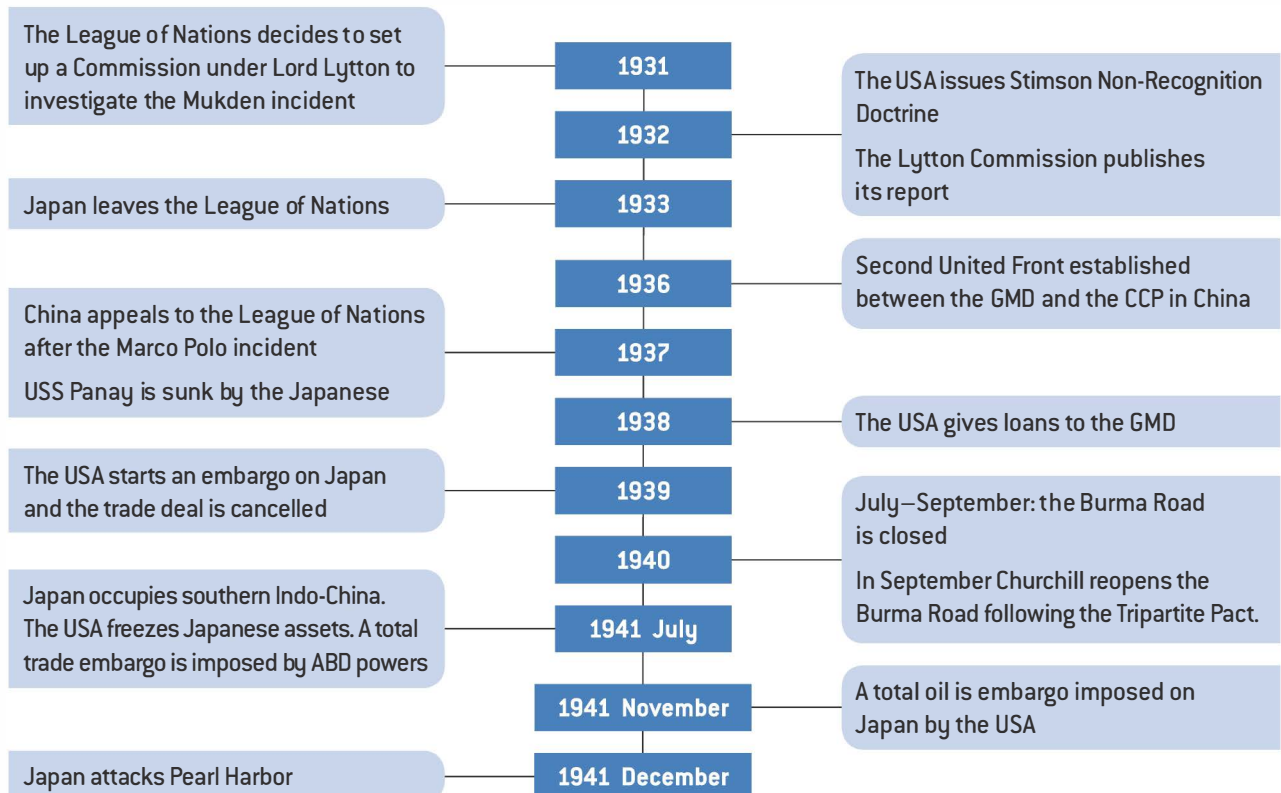 The League of Nations decides to set
up a Commission under Lord Lytton to
investigate the Mukden incident
1931
1932
The USA issues Stimson Non-Recognition
Doctrine
The Lytton Commission publishes
its report
Japan leaves the League of Nations
1933
1936
Second United Front established
between the GMD and the CCP in China
China appeals to the League of Nations
after the Marco Polo incident
USS Panay is sunk by the Japanese
1937
1938
The USA gives loans to the GMD
The USA starts an embargo on Japan
and the trade deal is cancelled
1939
1940
July–September: the Burma Road
is closed
In September Churchill reopens the
Burma Road following the Tripartite Pact.
Japan occupies southern Indo-China.
The USA freezes Japanese assets. A total
trade embargo is imposed by ABD powers
1941 July
1941 November
A total oil is embargo imposed on
Japan by the USA
Japan attacks Pearl Harbor
1941 December